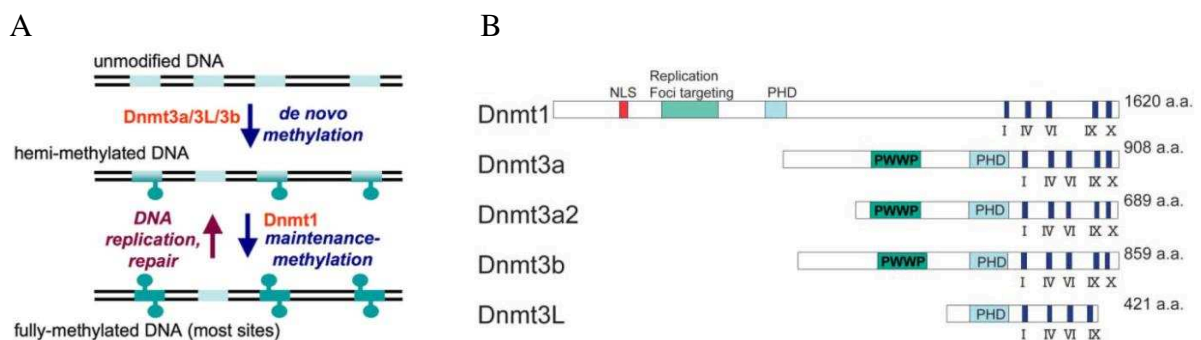 A
unmodified DNA
Dnmt3a/3L/3b
de novo
methylation
hemi-methylated DNA
DNA
replication,
repair
Dnmt1
maintenance-
methylation
fully-methylated DNA (most sites)
B
Replication
NLS Foci targeting PHD
Dnmt1 1620 a.a.
I IV VI IX X
Dnmt3a PWWP PHD 908 a.a.
I IV VI IX X
Dnmt3a2 PWWP PHD 689 a.a.
I IV VI IX X
Dnmt3b PWWP PHD 859 a.a.
I IV VI IX X
Dnmt3L PHD 421 a.a.
I IV VI IX